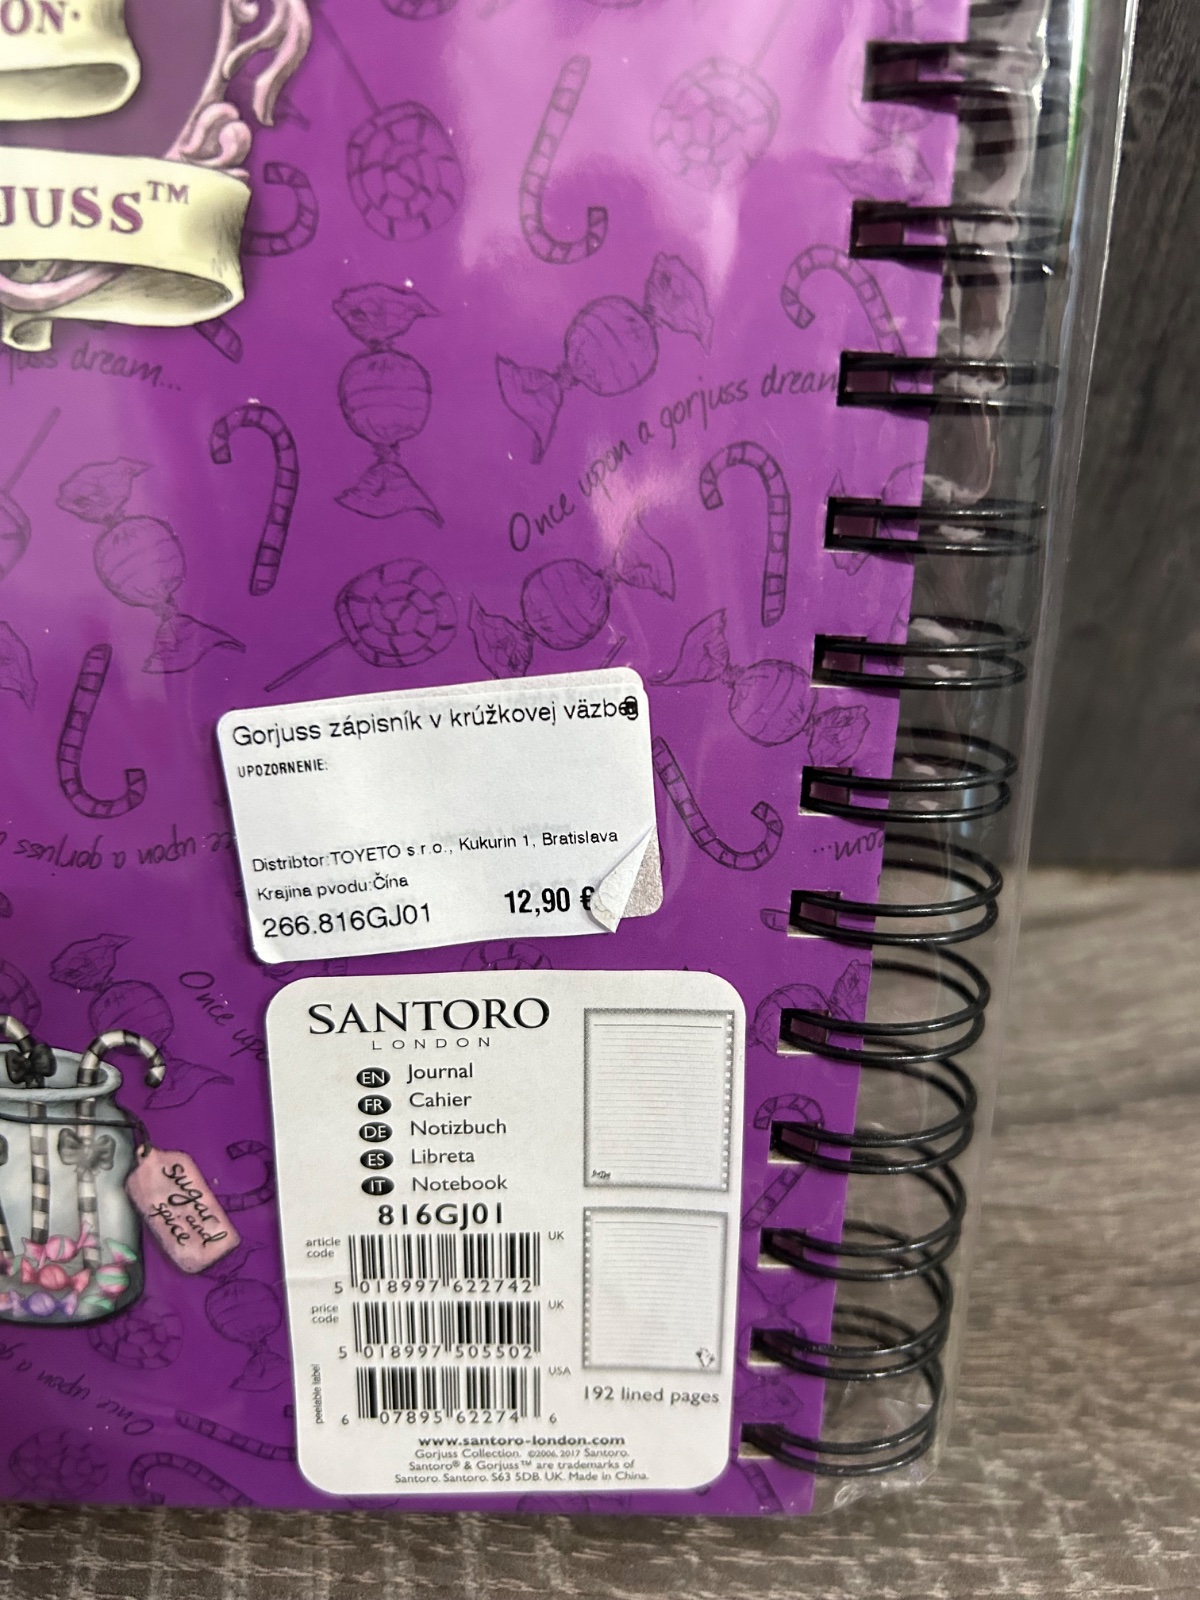 ON·
JUSS™
dream...
Once upon a gorjuss dream
Gorjuss zápisník v krúžkovej väzbe
UPOZORNENIE:
Distribtor:TOYETO s.r.o., Kukurin 1, Bratislava
Krajina pvodu:Čína
266.816GJ01 12,90 €
upon a gorjuss
Once up
sugar
and
spice
Once upon a
SANTORO
LONDON
EN Journal
FR Cahier
DE Notizbuch
ES Libreta
IT Notebook
816GJ01
article
code
UK
5 018997 622742
price
code
UK
5 018997 505502
peelable label
USA
6 07895 62274 6
192 lined pages
www.santoro-london.com
Gorjuss Collection. ©2006, 2017 Santoro.
Santoro® & Gorjuss™ are trademarks of
Santoro. Santoro. S63 5DB. UK. Made in China.